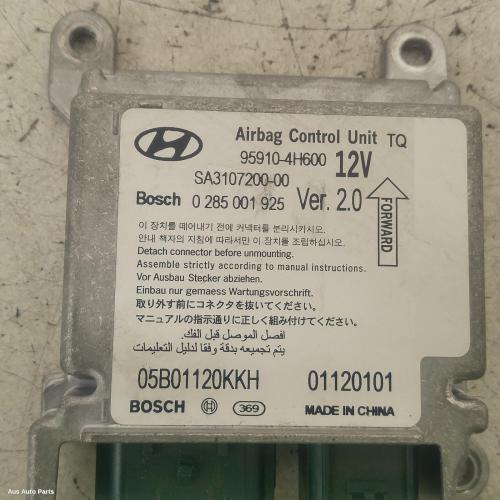 Airbag Control Unit TQ
95910-4H600 12V
SA3107200-00
Bosch 0 285 001 925 Ver. 2.0
FORWARD
이 장치를 떼어내기 전에 커넥터를 분리시키시오.
안내 책자의 지침에 따라서만 이 장치를 조립하십시오.
Detach connector before unmounting.
Assemble strictly according to manual instructions.
Vor Ausbau Stecker abziehen.
Einbau nur gemaess Wartungsvorschrift.
取り外す前にコネクタを抜いてください。
マニュアルの指示通りに正しく組み付けてください。
افصل الموصل قبل الفك.
يتم تجميعه بدقة وفقا لدليل التعليمات
05B01120KKH 01120101
BOSCH 369 MADE IN CHINA
Aus Auto Parts